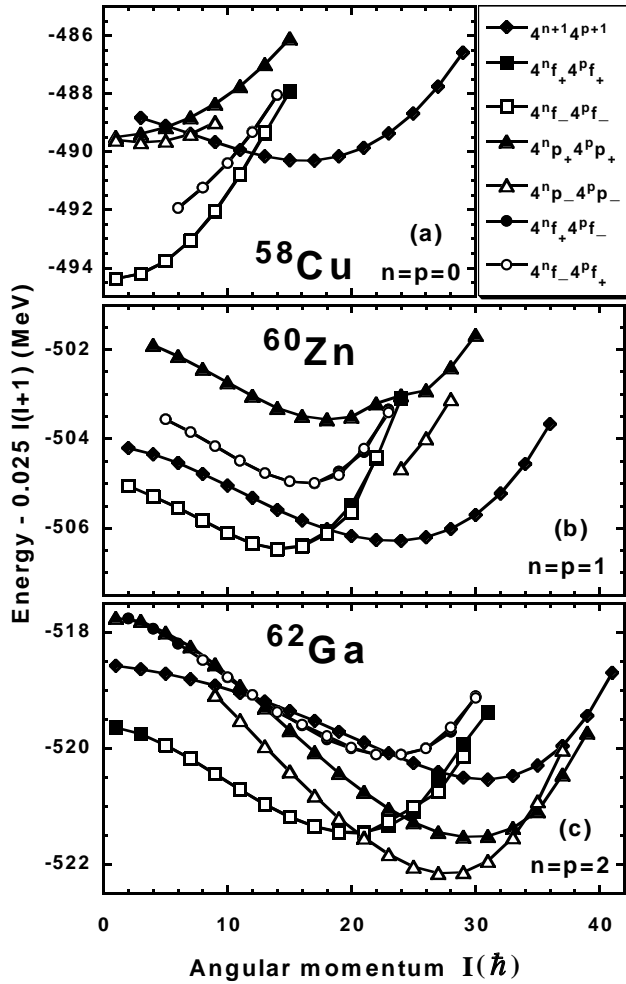 -486
-488
-490
-492
-494
(a)
⁵⁸Cu
n=p=0
4ⁿ⁺¹4ᵖ⁺¹
4ⁿf₊4ᵖf₊
4ⁿf₋4ᵖf₋
4ⁿp₊4ᵖp₊
4ⁿp₋4ᵖp₋
4ⁿf₊4ᵖf₋
4ⁿf₋4ᵖf₊
Energy - 0.025 I(I+1) (MeV)
-502
-504
-506
⁶⁰Zn
(b)
n=p=1
-518
-520
-522
⁶²Ga
(c)
n=p=2
0 10 20 30 40
Angular momentum I(ℏ)